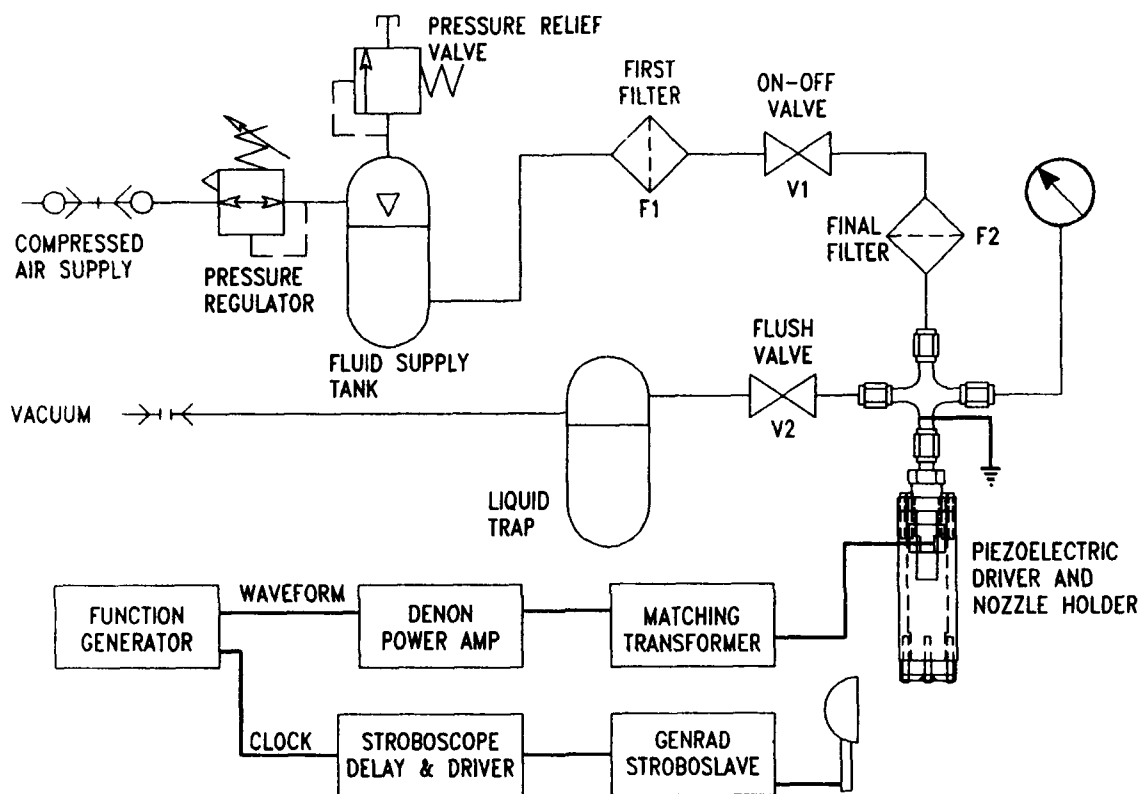 PRESSURE RELIEF
VALVE
FIRST
FILTER
ON-OFF
VALVE
F1
V1
FINAL
FILTER
F2
COMPRESSED
AIR SUPPLY
PRESSURE
REGULATOR
FLUID SUPPLY
TANK
FLUSH
VALVE
V2
VACUUM
LIQUID
TRAP
PIEZOELECTRIC
DRIVER AND
NOZZLE HOLDER
WAVEFORM
FUNCTION
GENERATOR
DENON
POWER AMP
MATCHING
TRANSFORMER
CLOCK
STROBOSCOPE
DELAY & DRIVER
GENRAD
STROBOSLAVE